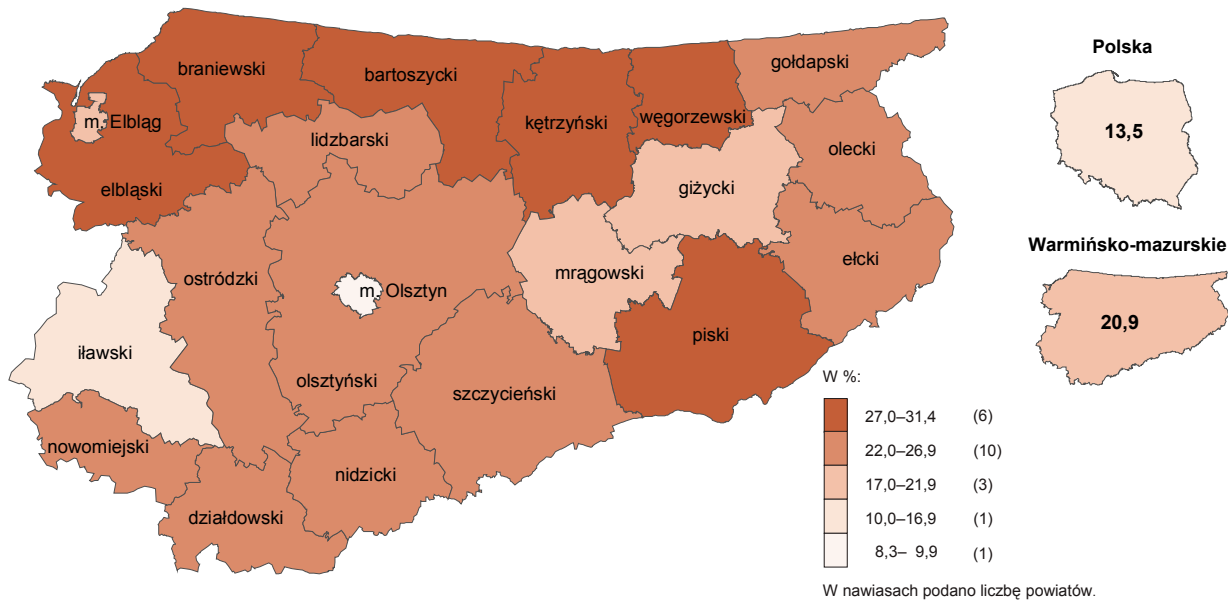 braniewski
bartoszycki
gołdapski
m. Elbląg
kętrzyński
węgorzewski
lidzbarski
olecki
elbląski
giżycki
ełcki
ostródzki
mrągowski
m. Olsztyn
iławski
piski
olsztyński
szczycieński
nowomiejski
nidzicki
działdowski
Polska
13,5
Warmińsko-mazurskie
20,9
W %:
27,0–31,4 (6)
22,0–26,9 (10)
17,0–21,9 (3)
10,0–16,9 (1)
8,3– 9,9 (1)
W nawiasach podano liczbę powiatów.